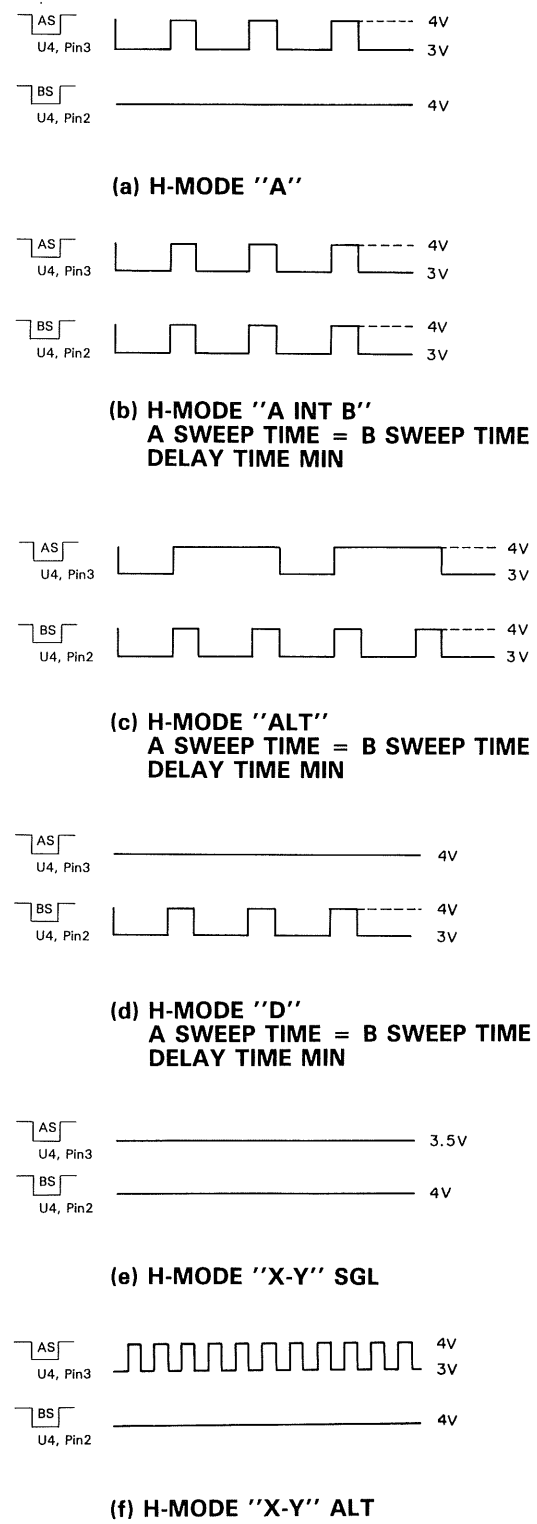 AS
4V
U4, Pin3
3V
BS
4V
U4, Pin2
(a) H-MODE ''A''
AS
4V
U4, Pin3
3V
BS
4V
U4, Pin2
3V
(b) H-MODE ''A INT B''
A SWEEP TIME = B SWEEP TIME
DELAY TIME MIN
AS
4V
U4, Pin3
3V
BS
4V
U4, Pin2
3V
(c) H-MODE ''ALT''
A SWEEP TIME = B SWEEP TIME
DELAY TIME MIN
AS
4V
U4, Pin3
BS
4V
U4, Pin2
3V
(d) H-MODE ''D''
A SWEEP TIME = B SWEEP TIME
DELAY TIME MIN
AS
3.5V
U4, Pin3
BS
4V
U4, Pin2
(e) H-MODE ''X-Y'' SGL
AS
4V
U4, Pin3
3V
BS
4V
U4, Pin2
(f) H-MODE ''X-Y'' ALT